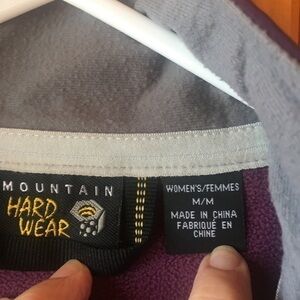 MOUNTAIN
HARD
WEAR
WOMEN'S/FEMMES
M/M
MADE IN CHINA
FABRIQUÉ EN
CHINE